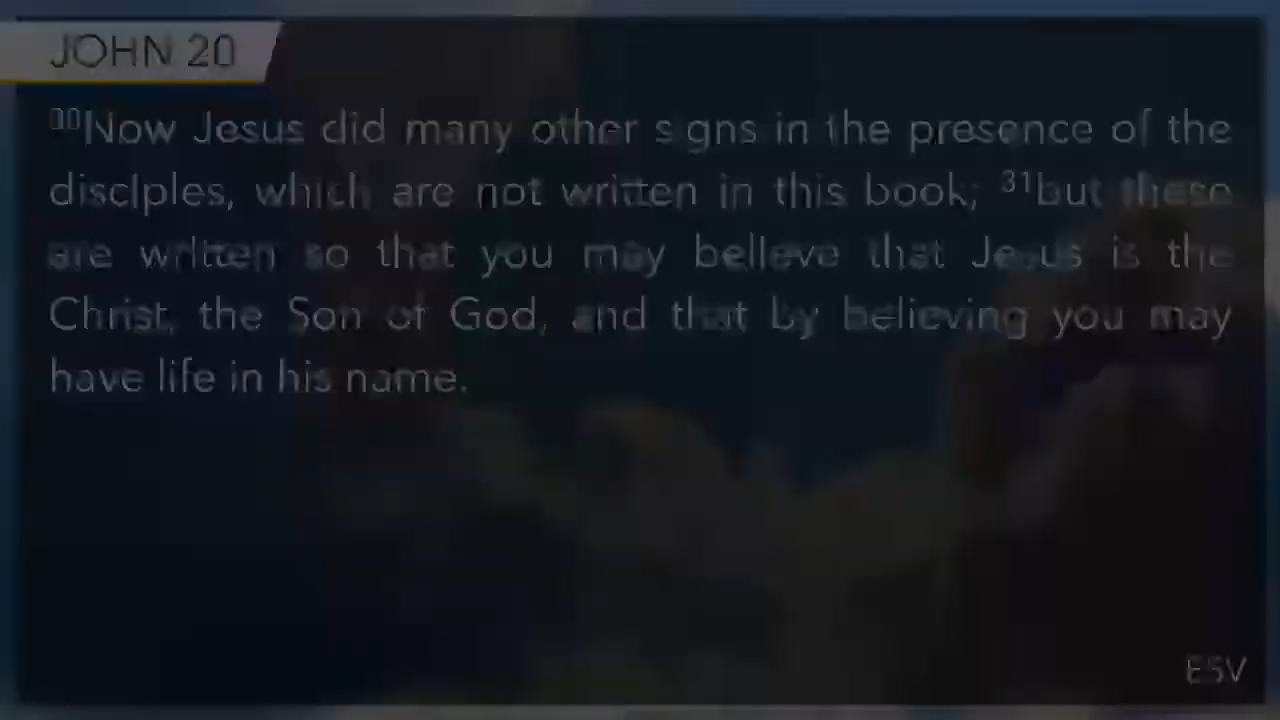 JOHN 20
30Now Jesus did many other signs in the presence of the
disciples, which are not written in this book; 31but these
are written so that you may believe that Jesus is the
Christ, the Son of God, and that by believing you may
have life in his name.
ESV